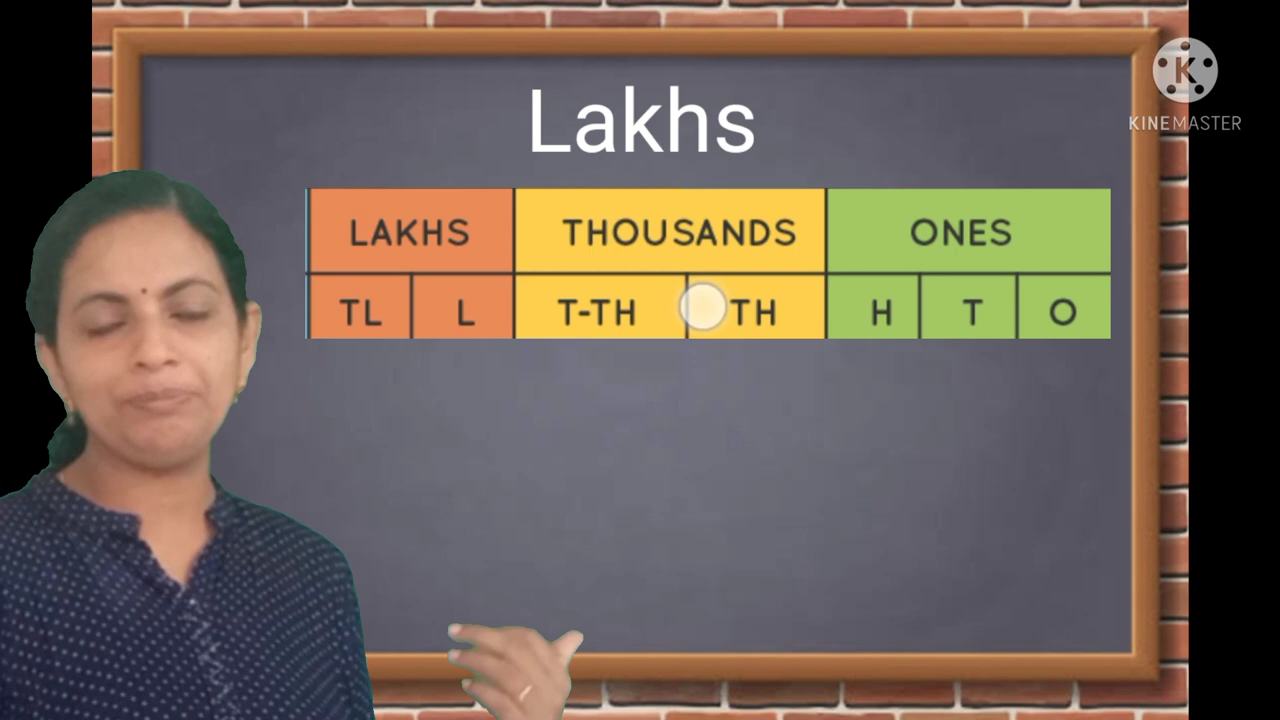 Lakhs
LAKHS THOUSANDS ONES
TL L T-TH TH H T O
K
KINEMASTER